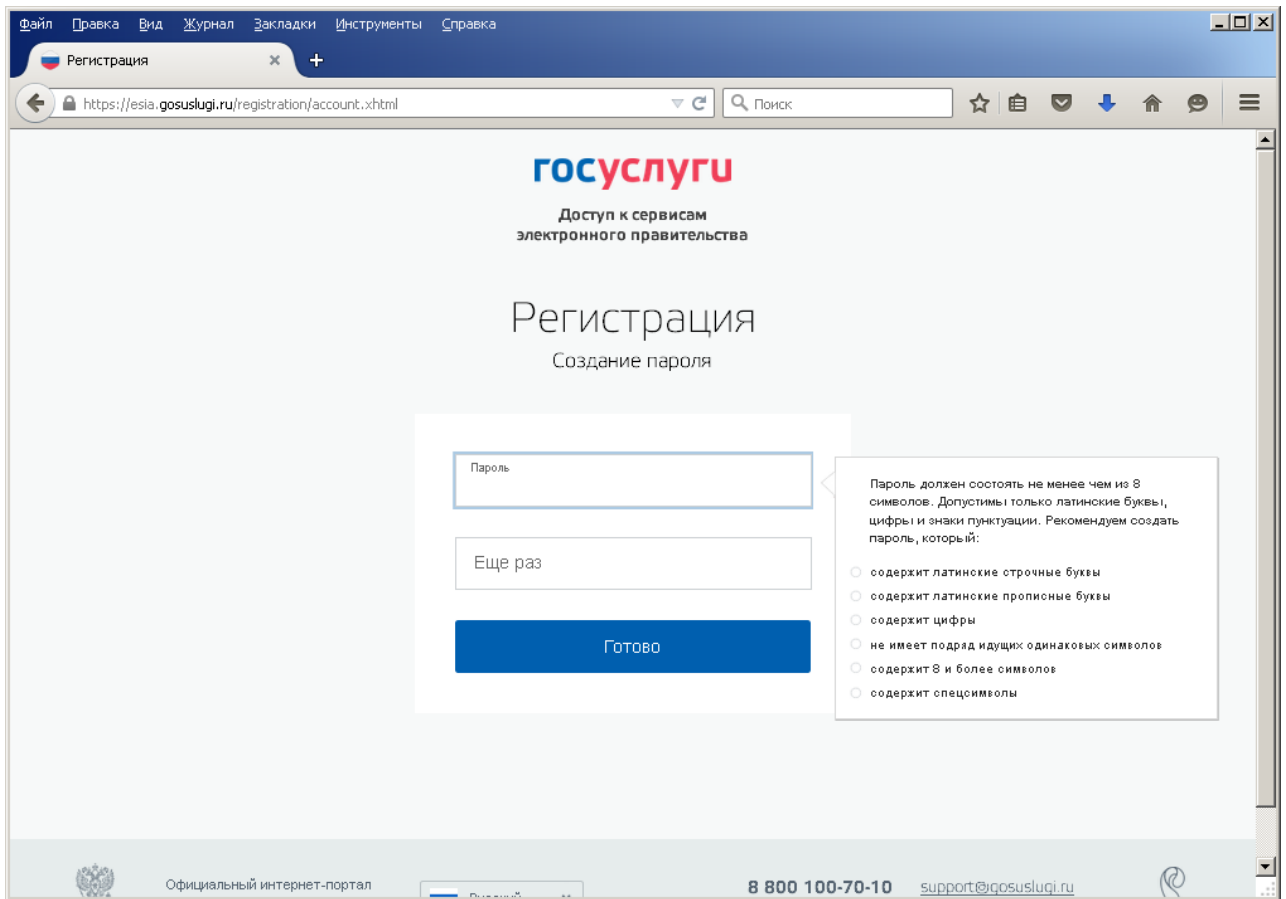 Файл Правка Вид Журнал Закладки Инструменты Справка
Регистрация
https://esia.gosuslugi.ru/registration/account.xhtml
Поиск
госуслуги
Доступ к сервисам
электронного правительства
Регистрация
Создание пароля
Пароль
Еще раз
Готово
Пароль должен состоять не менее чем из 8
символов. Допустимы только латинские буквы,
цифры и знаки пунктуации. Рекомендуем создать
пароль, который:
содержит латинские строчные буквы
содержит латинские прописные буквы
содержит цифры
не имеет подряд идущих одинаковых символов
содержит 8 и более символов
содержит спецсимволы
Официальный интернет-портал
Русский
8 800 100-70-10
support@gosuslugi.ru